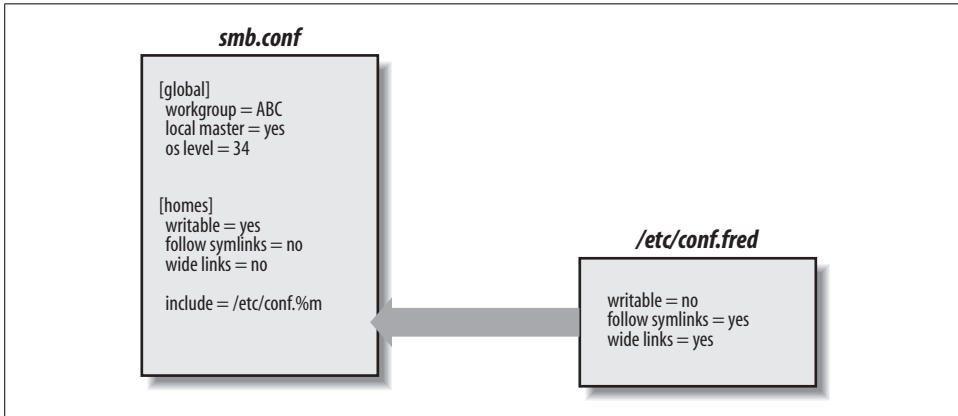 smb.conf
[global]
workgroup = ABC
local master = yes
os level = 34
[homes]
writable = yes
follow symlinks = no
wide links = no
include = /etc/conf.%m
/etc/conf.fred
writable = no
follow symlinks = yes
wide links = yes